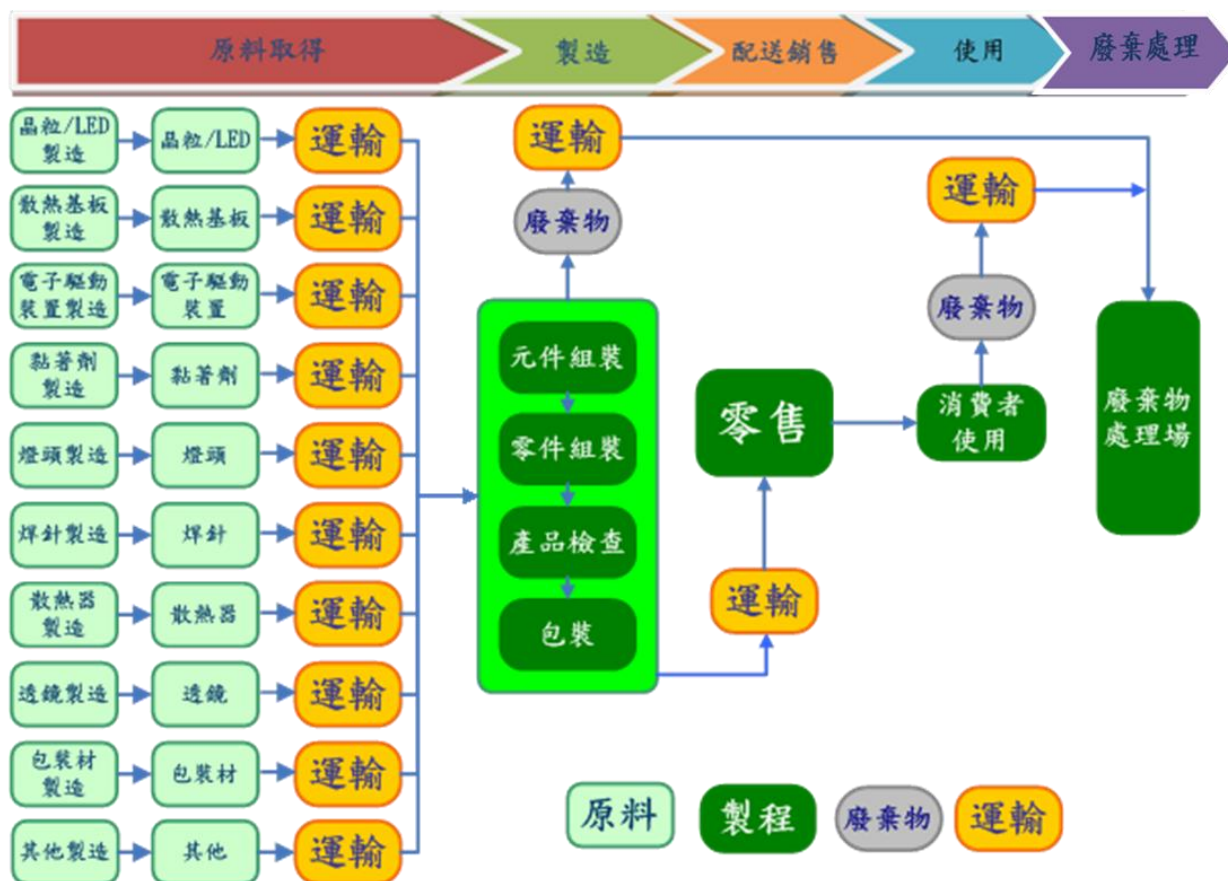 原料取得
製造
配送銷售
使用
廢棄處理
晶粒/LED
製造
晶粒/LED
運輸
散熱基板
製造
散熱基板
運輸
電子驅動
裝置製造
電子驅動
裝置
運輸
黏著劑
製造
黏著劑
運輸
燈頭製造
燈頭
運輸
焊針製造
焊針
運輸
散熱器
製造
散熱器
運輸
透鏡製造
透鏡
運輸
包裝材
製造
包裝材
運輸
其他製造
其他
運輸
運輸
廢棄物
元件組裝
零件組裝
產品檢查
包裝
運輸
零售
運輸
廢棄物
消費者
使用
廢棄物
處理場
原料
製程
廢棄物
運輸